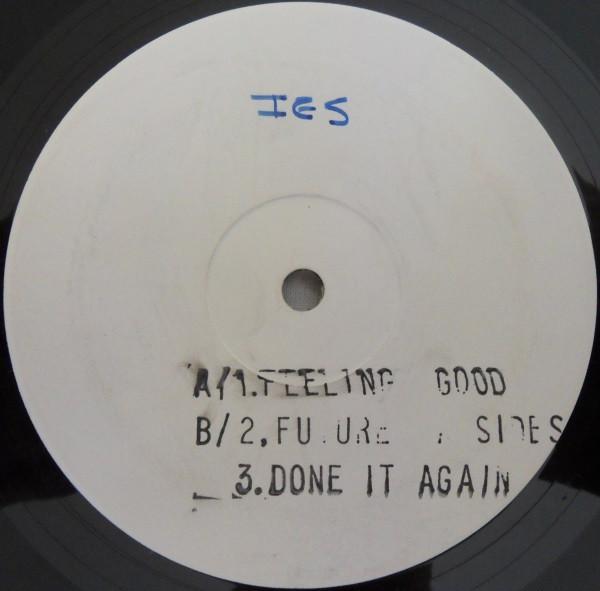 IES
A/1.FEELING GOOD
B/2,FUTURE SIDES
3.DONE IT AGAIN